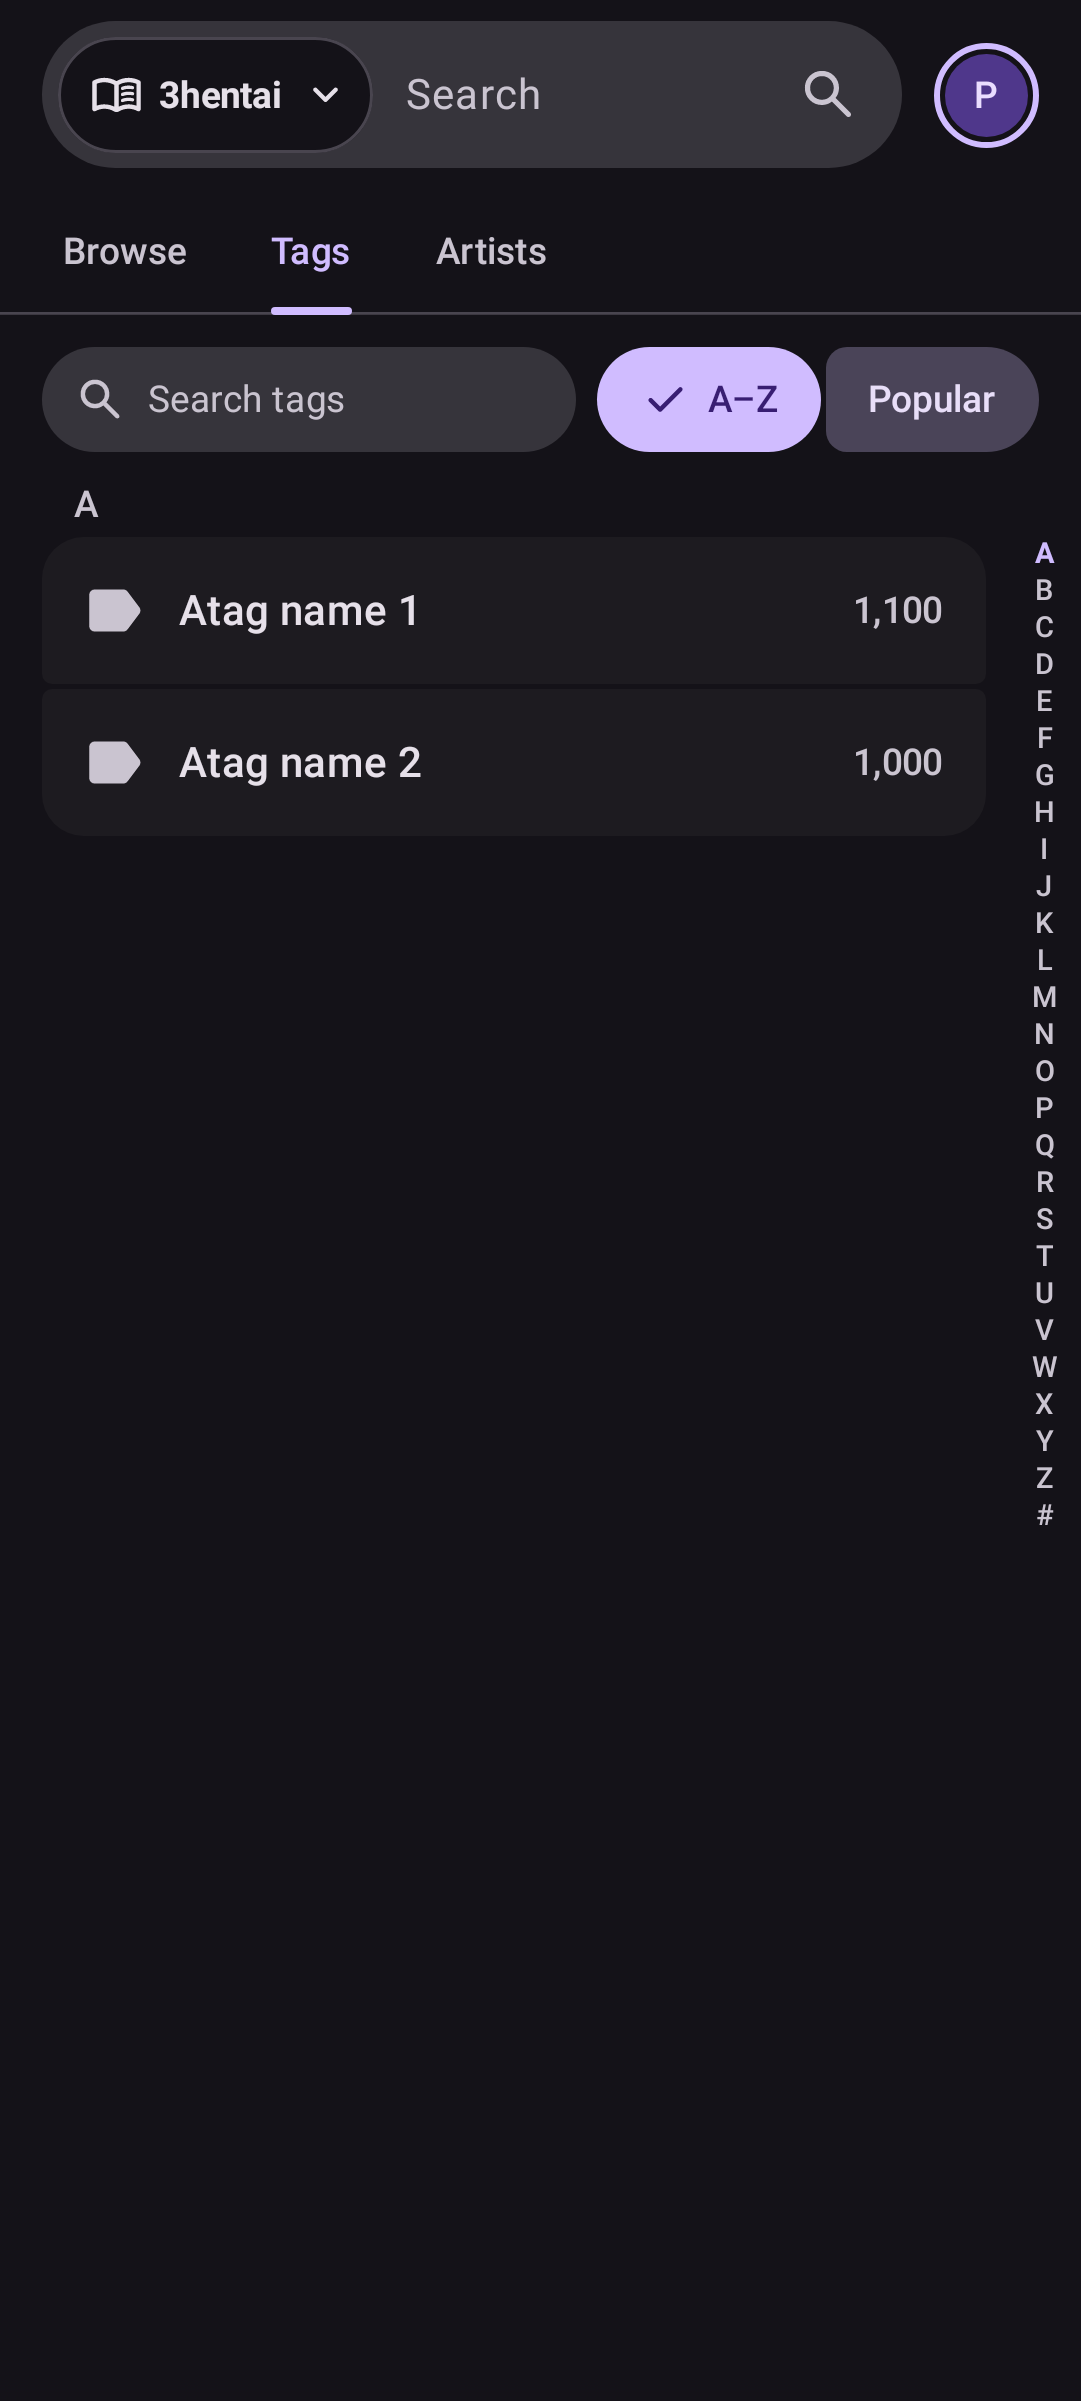 3hentai
Search
P
Browse
Tags
Artists
Search tags
A–Z
Popular
A
Atag name 1
1,100
Atag name 2
1,000
A
B
C
D
E
F
G
H
I
J
K
L
M
N
O
P
Q
R
S
T
U
V
W
X
Y
Z
#